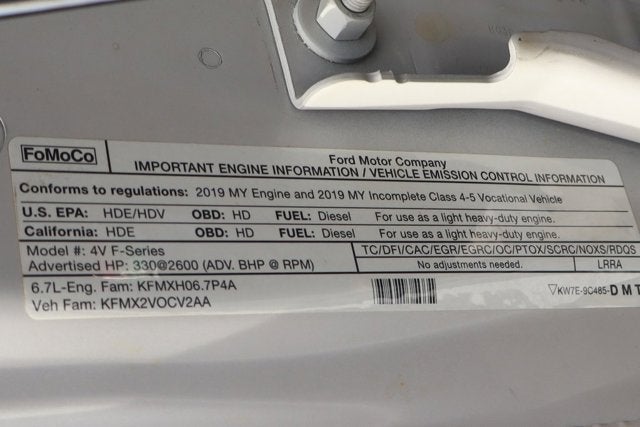 FoMoCo
Ford Motor Company
IMPORTANT ENGINE INFORMATION / VEHICLE EMISSION CONTROL INFORMATION
Conforms to regulations: 2019 MY Engine and 2019 MY Incomplete Class 4-5 Vocational Vehicle
U.S. EPA: HDE/HDV OBD: HD FUEL: Diesel For use as a light heavy-duty engine.
California: HDE OBD: HD FUEL: Diesel For use as a light heavy-duty engine.
Model #: 4V F-Series TC/DFI/CAC/EGR/EGRC/OC/PTOX/SCRC/NOXS/RDQS
Advertised HP: 330@2600 (ADV. BHP @ RPM) No adjustments needed. LRRA
6.7L-Eng. Fam: KFMXH06.7P4A
Veh Fam: KFMX2VOCV2AA
KW7E-9C485-DMT